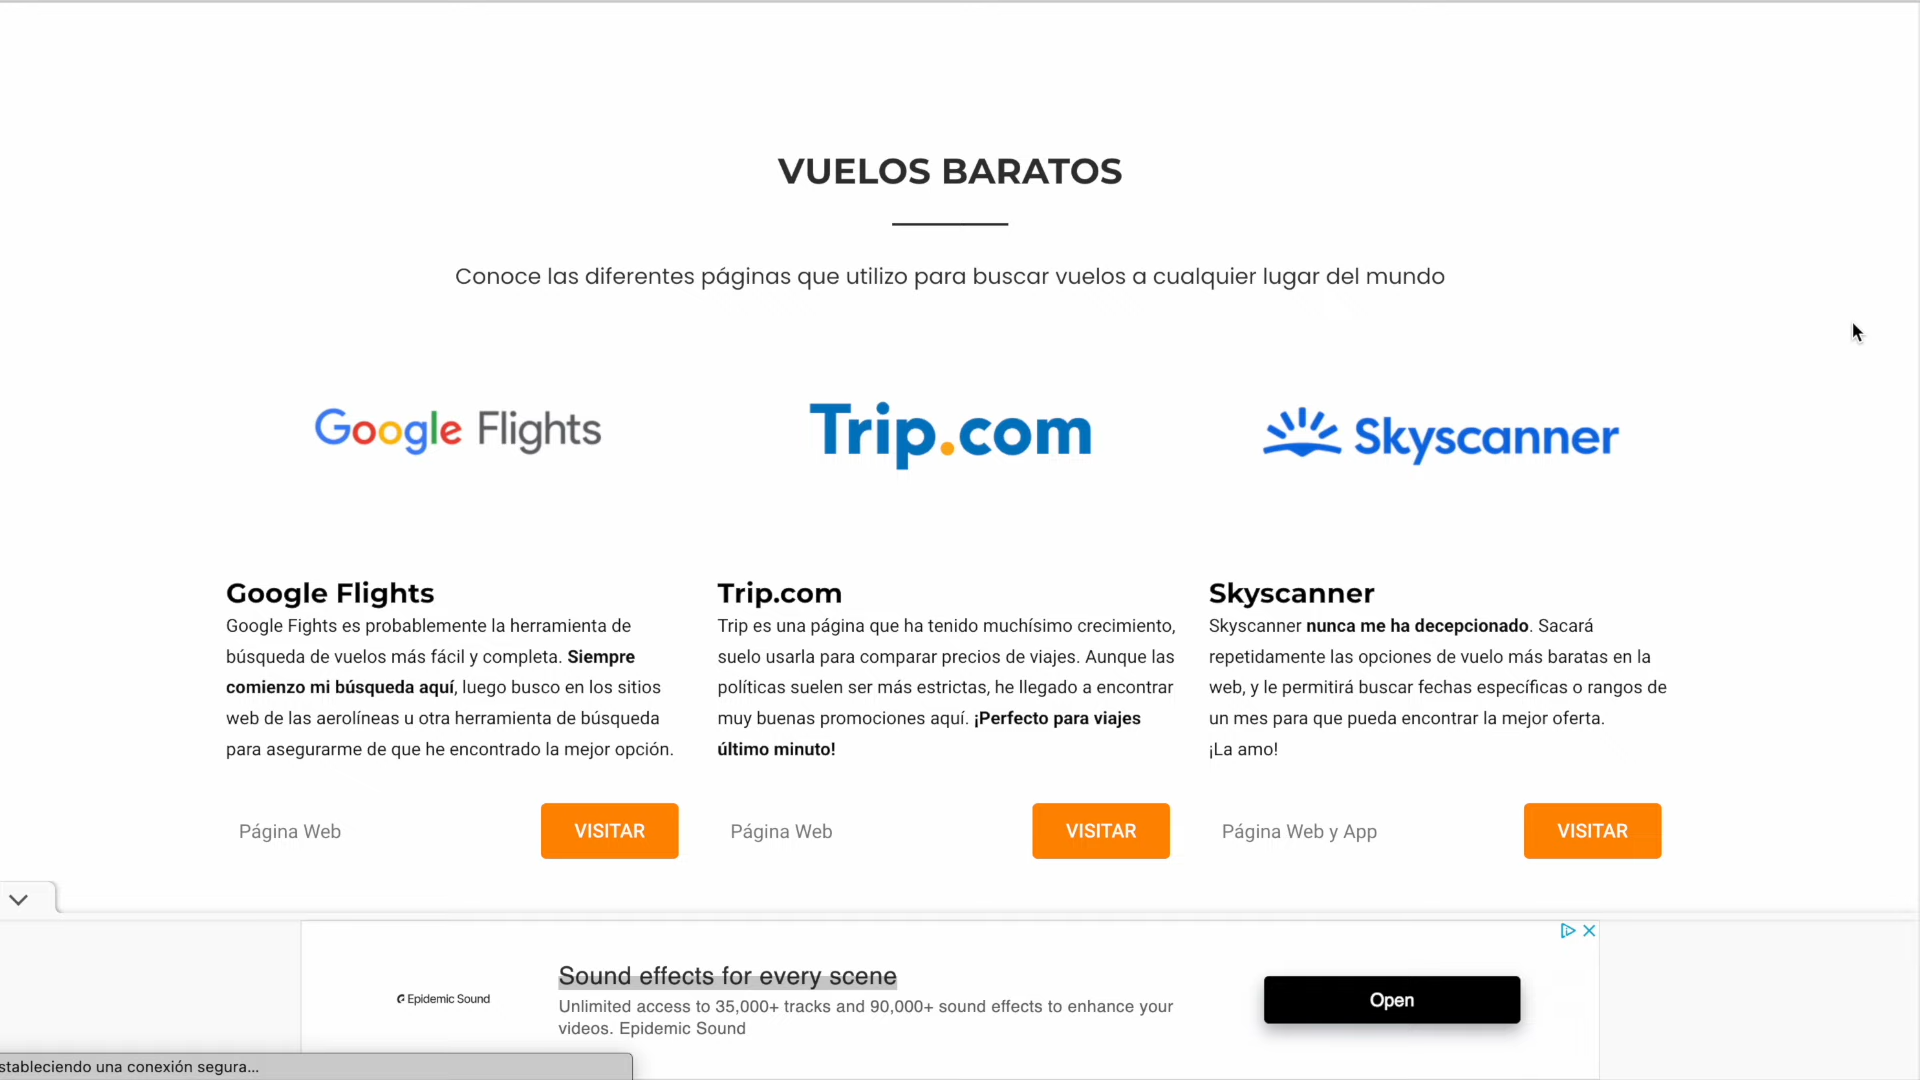 VUELOS BARATOS
Conoce las diferentes páginas que utilizo para buscar vuelos a cualquier lugar del mundo
Google Flights
Trip.com
Skyscanner
Google Flights
Google Fights es probablemente la herramienta de
búsqueda de vuelos más fácil y completa. Siempre
comienzo mi búsqueda aquí, luego busco en los sitios
web de las aerolíneas u otra herramienta de búsqueda
para asegurarme de que he encontrado la mejor opción.
Página Web
VISITAR
Trip.com
Trip es una página que ha tenido muchísimo crecimiento,
suelo usarla para comparar precios de viajes. Aunque las
políticas suelen ser más estrictas, he llegado a encontrar
muy buenas promociones aquí. ¡Perfecto para viajes
último minuto!
Página Web
VISITAR
Skyscanner
Skyscanner nunca me ha decepcionado. Sacará
repetidamente las opciones de vuelo más baratas en la
web, y le permitirá buscar fechas específicas o rangos de
un mes para que pueda encontrar la mejor oferta.
¡La amo!
Página Web y App
VISITAR
Epidemic Sound
Sound effects for every scene
Unlimited access to 35,000+ tracks and 90,000+ sound effects to enhance your
videos. Epidemic Sound
Open
stableciendo una conexión segura...